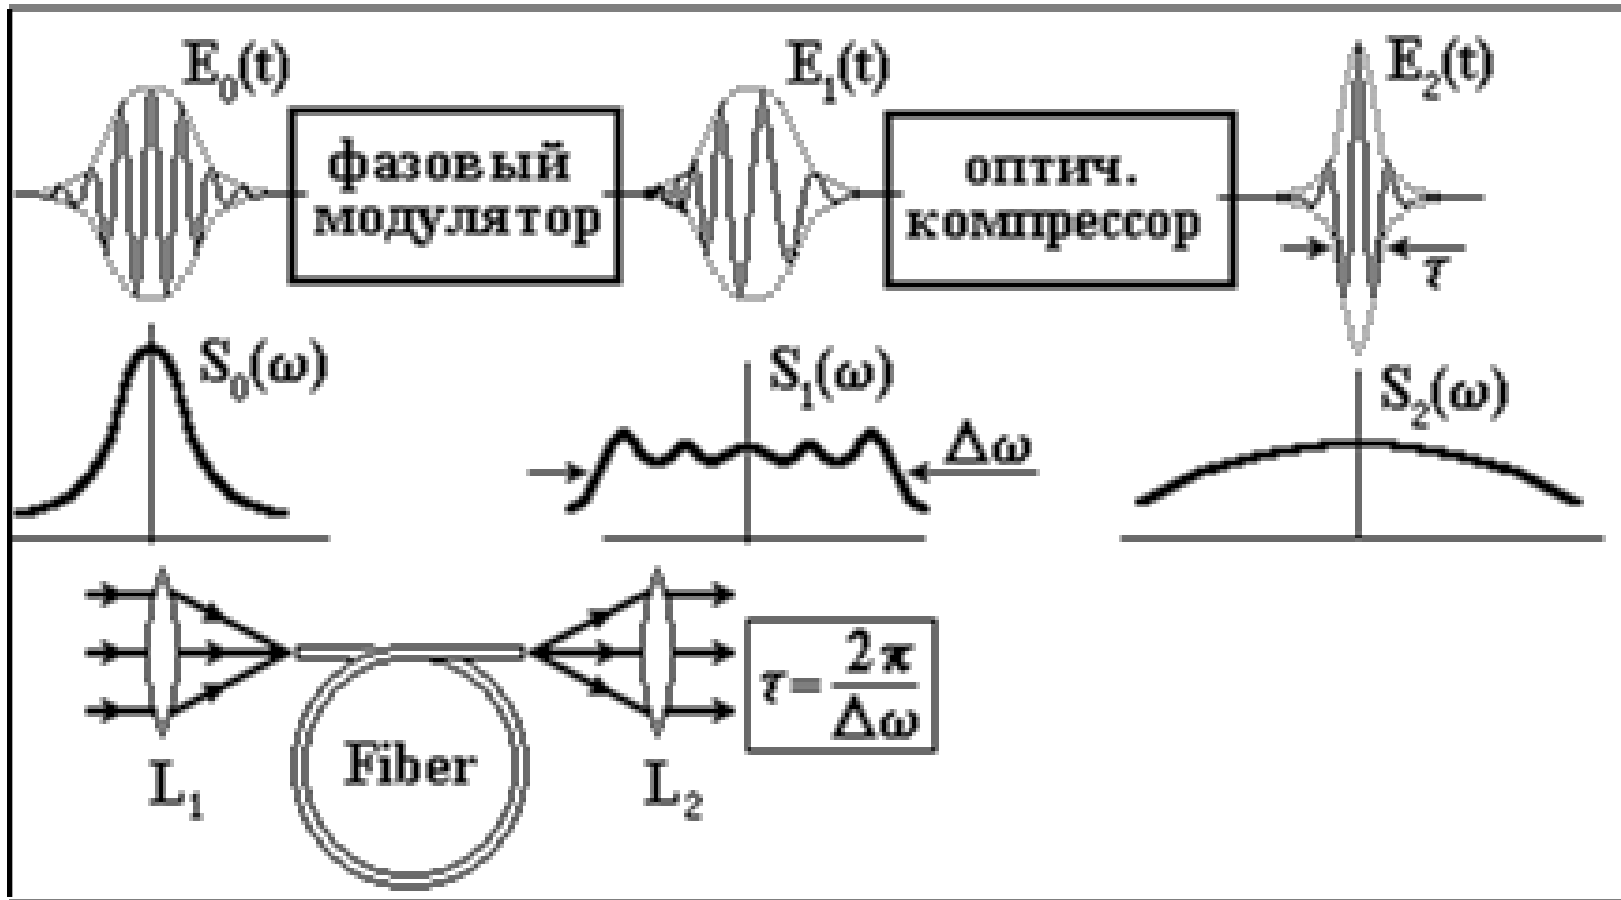 E₀(t)
E₁(t)
E₂(t)
фазовый
модулятор
оптич.
компрессор
τ
S₀(ω)
S₁(ω)
S₂(ω)
Δω
τ = 2π / Δω
Fiber
L₁
L₂